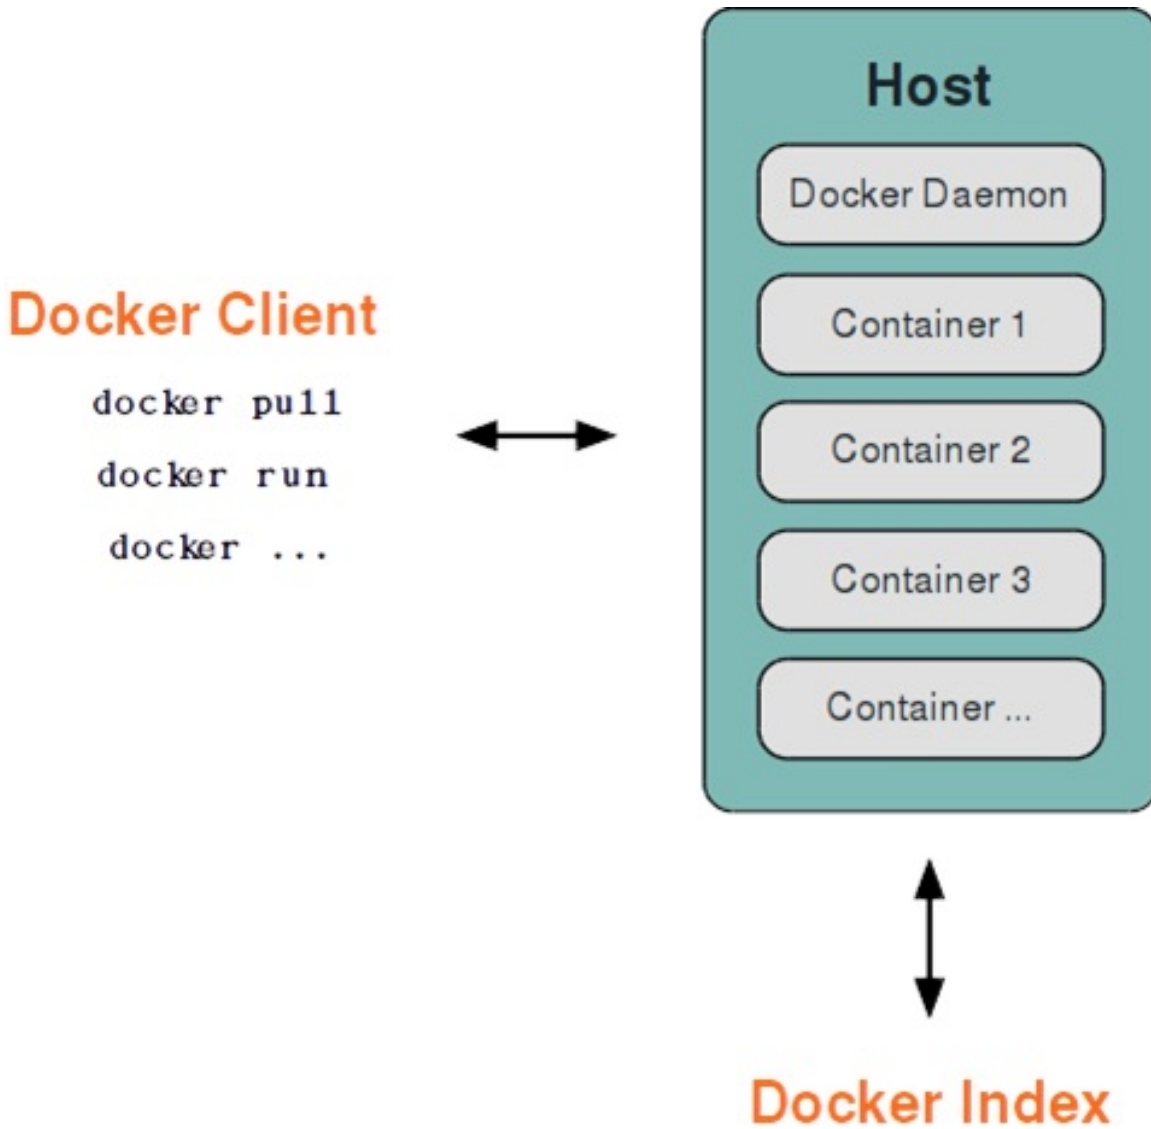 Host
Docker Daemon
Container 1
Container 2
Container 3
Container ...
Docker Client
docker pull
docker run
docker ...
Docker Index